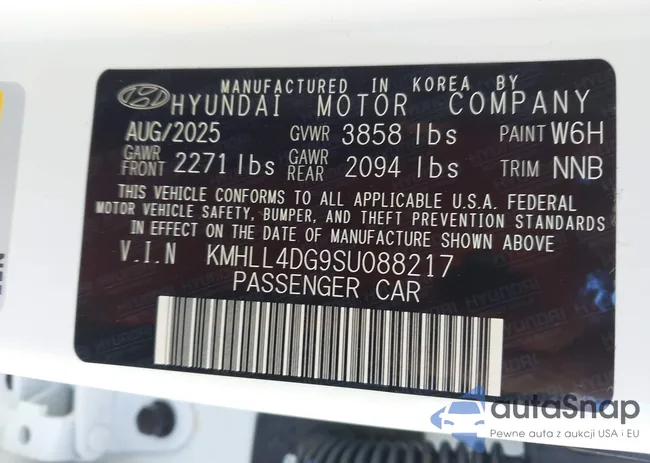 MANUFACTURED IN KOREA BY
HYUNDAI MOTOR COMPANY
AUG/2025 GVWR 3858 lbs PAINT W6H
GAWR FRONT 2271 lbs GAWR REAR 2094 lbs TRIM NNB
THIS VEHICLE CONFORMS TO ALL APPLICABLE U.S.A. FEDERAL
MOTOR VEHICLE SAFETY, BUMPER, AND THEFT PREVENTION STANDARDS
IN EFFECT ON THE DATE OF MANUFACTURE SHOWN ABOVE
V.I.N KMHLL4DG9SU088217
PASSENGER CAR
autaSnap
Pewne auta z aukcji USA i EU